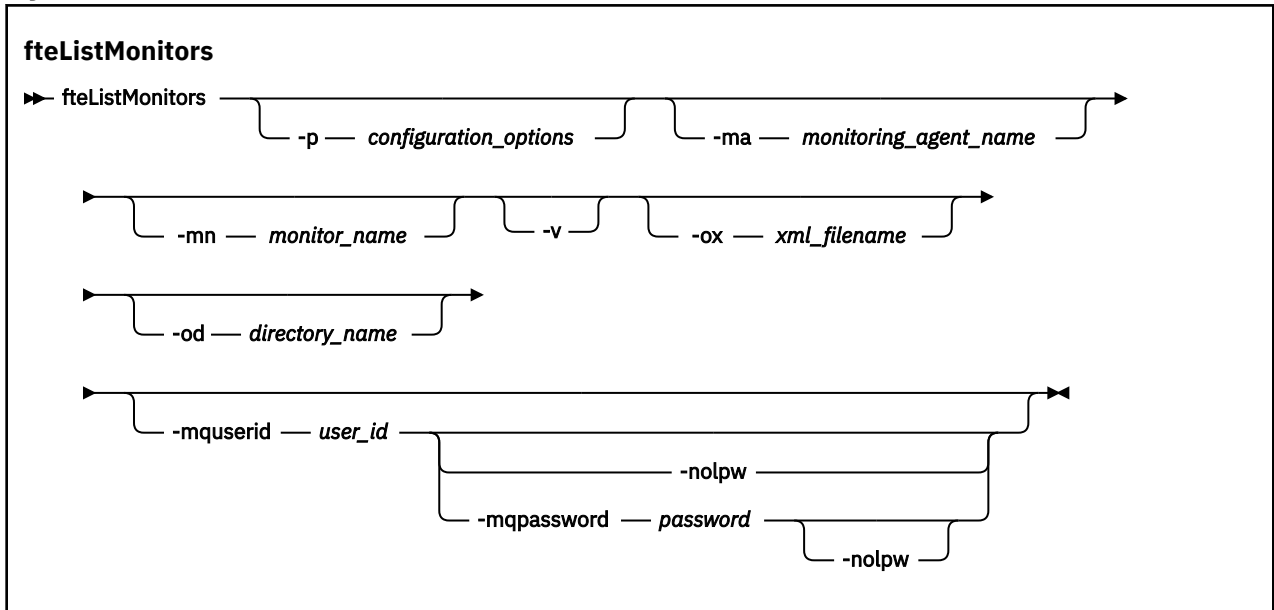 fteListMonitors
fteListMonitors
-p configuration_options -ma monitoring_agent_name
-mn monitor_name -v -ox xml_filename
-od directory_name
-mquserid user_id
-nolpw
-mqpassword password
-nolpw